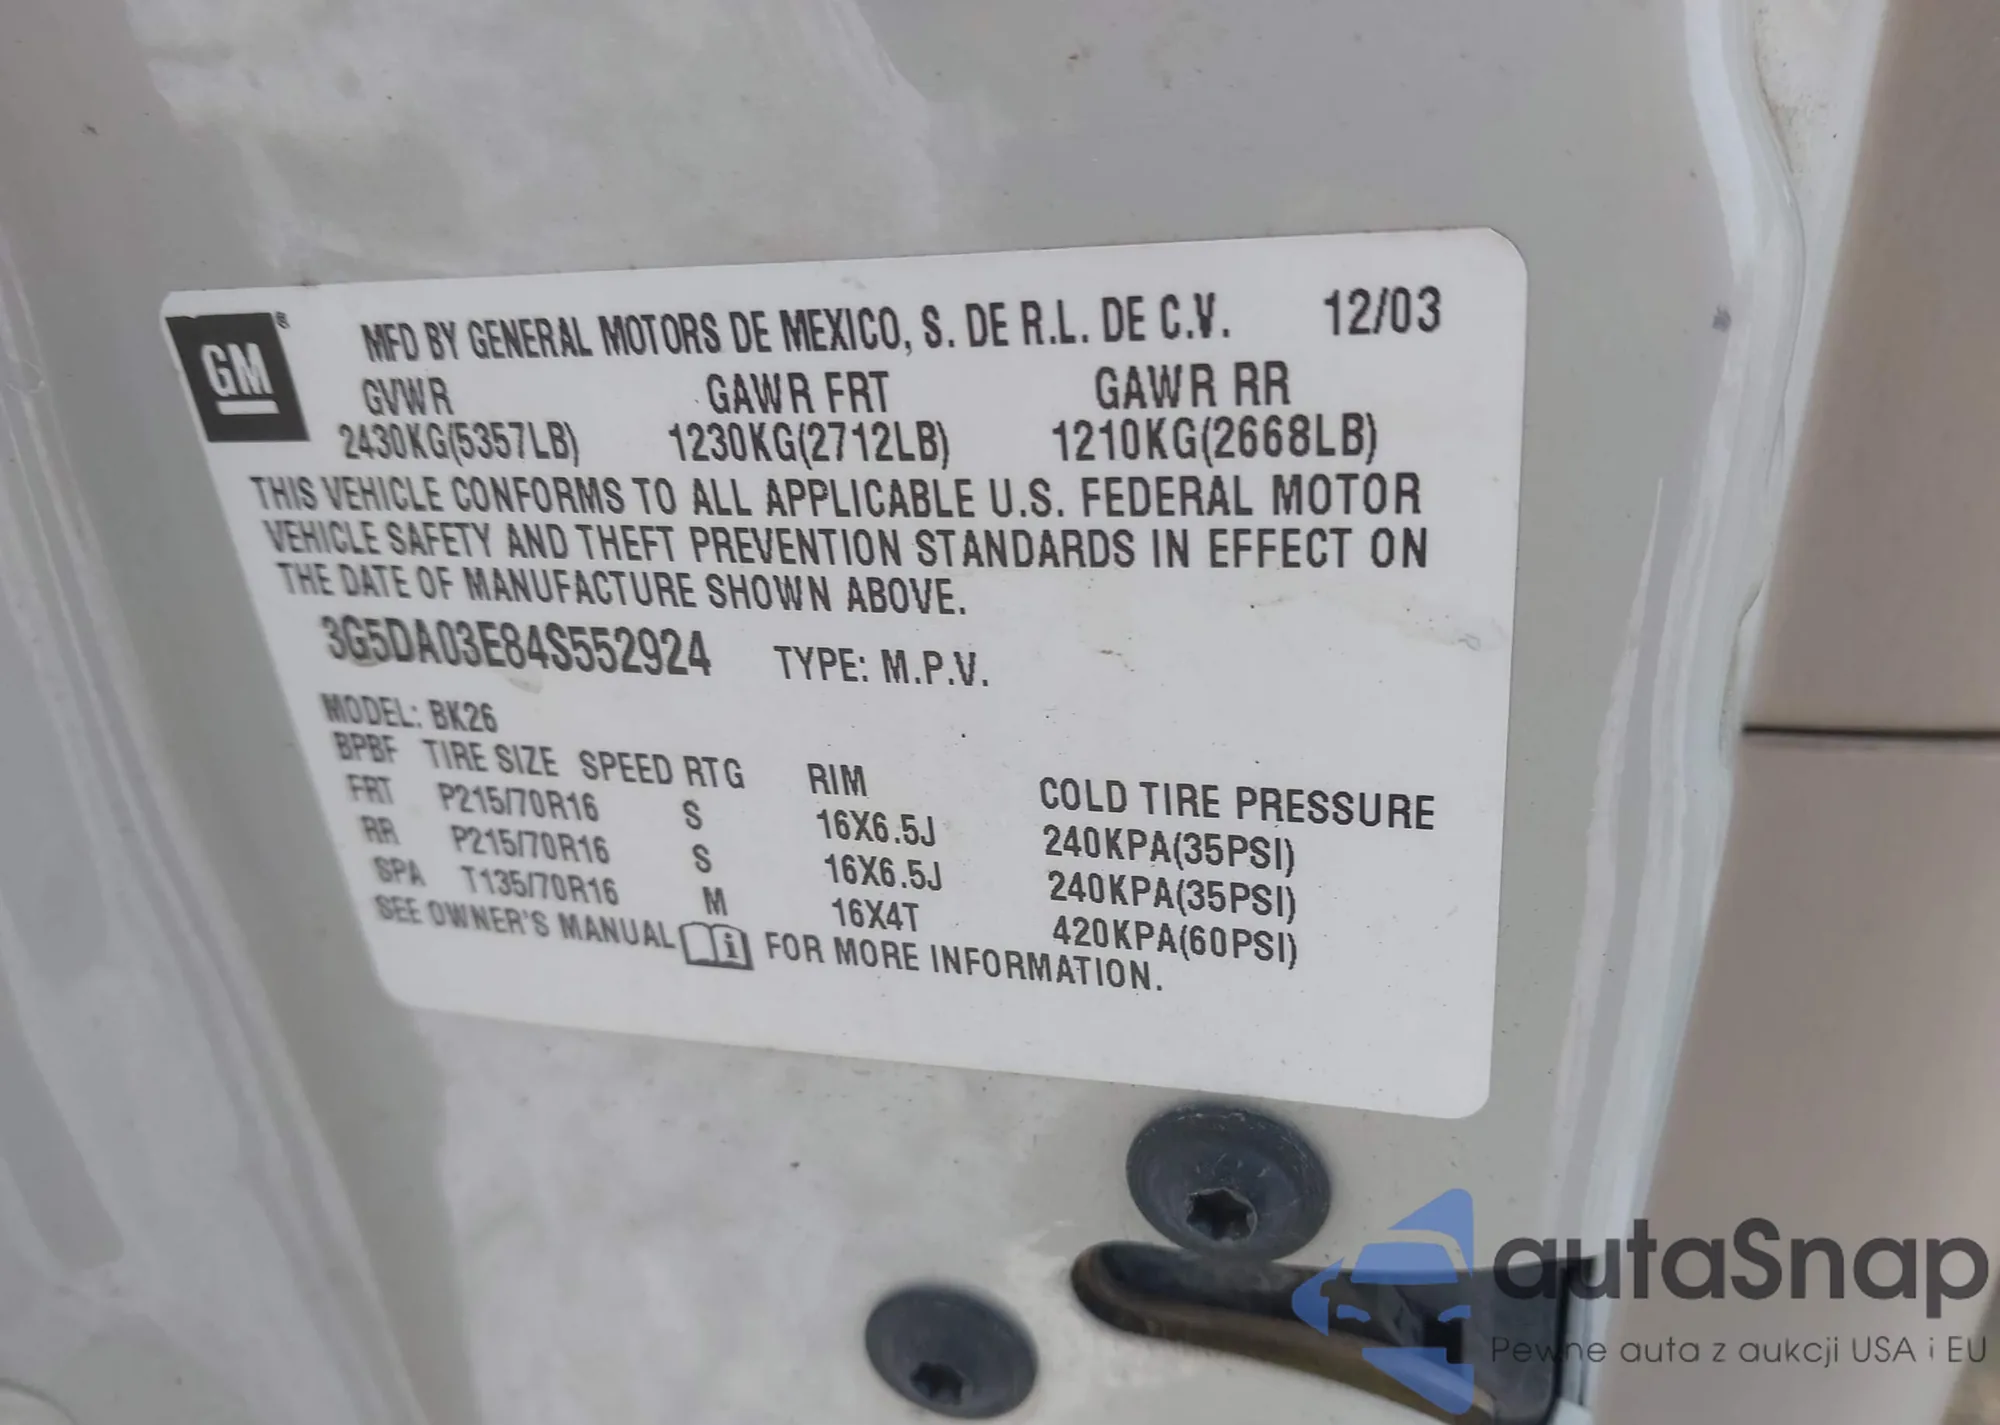 GM®
MFD BY GENERAL MOTORS DE MEXICO, S. DE R.L. DE C.V. 12/03
GVWR GAWR FRT GAWR RR
2430KG(5357LB) 1230KG(2712LB) 1210KG(2668LB)
THIS VEHICLE CONFORMS TO ALL APPLICABLE U.S. FEDERAL MOTOR
VEHICLE SAFETY AND THEFT PREVENTION STANDARDS IN EFFECT ON
THE DATE OF MANUFACTURE SHOWN ABOVE.
3G5DA03E84S552924 TYPE: M.P.V.
MODEL: BK26
BPBF TIRE SIZE SPEED RTG RIM COLD TIRE PRESSURE
FRT P215/70R16 S 16X6.5J 240KPA(35PSI)
RR P215/70R16 S 16X6.5J 240KPA(35PSI)
SPA T135/70R16 M 16X4T 420KPA(60PSI)
SEE OWNER'S MANUAL i FOR MORE INFORMATION.
autaSnap
Pewne auta z aukcji USA i EU